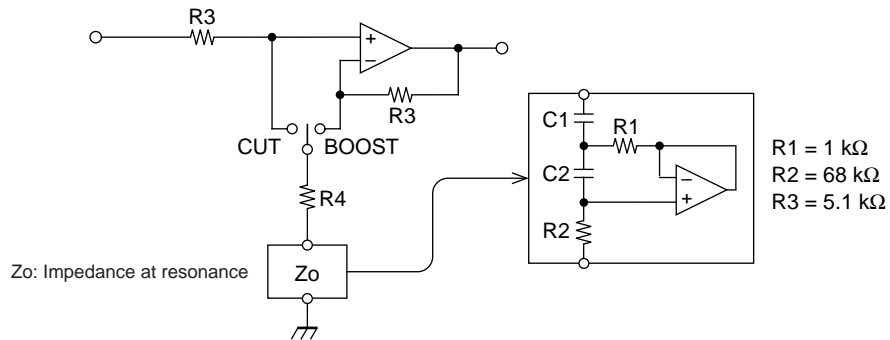 R3
+
−
R3
CUT
BOOST
R4
Zo: Impedance at resonance
Zo
C1
R1
C2
−
+
R2
R1 = 1 kΩ
R2 = 68 kΩ
R3 = 5.1 kΩ